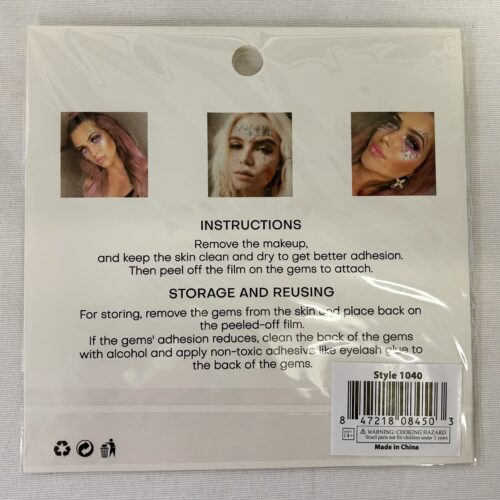 INSTRUCTIONS
Remove the makeup,
and keep the skin clean and dry to get better adhesion.
Then peel off the film on the gems to attach.
STORAGE AND REUSING
For storing, remove the gems from the skin and place back on
the peeled-off film.
If the gems' adhesion reduces, clean the back of the gems
with alcohol and apply non-toxic adhesive like eyelash glue to
the back of the gems.
Style 1040
8 47218 08450 3
14+
⚠ WARNING: CHOKING HAZARD
Small parts not for children under 3 years
Made in China